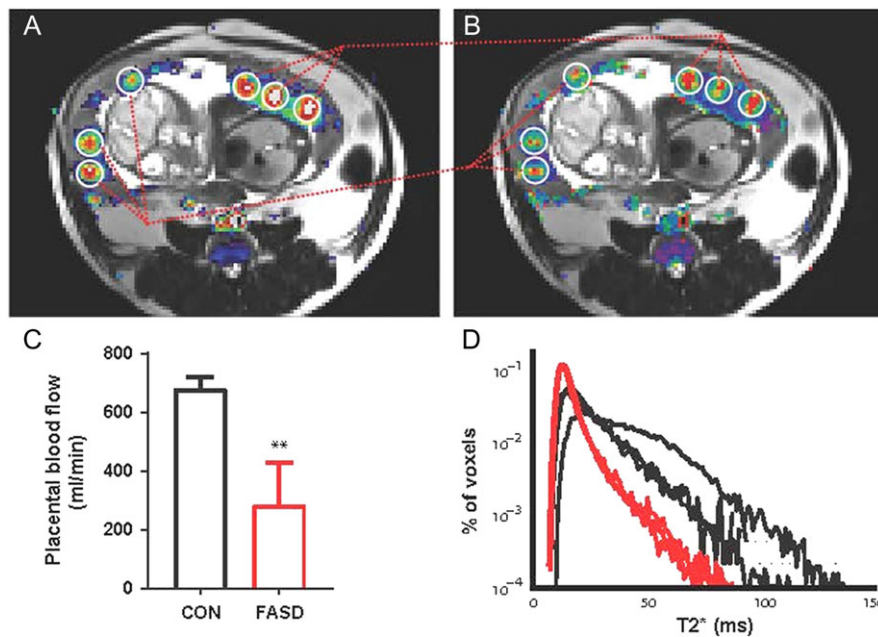 A
B
C
D
Placental blood flow
(ml/min)
800
600
400
200
0
**
CON
FASD
% of voxels
10-1
10-2
10-3
10-4
0
50
100
150
T2* (ms)